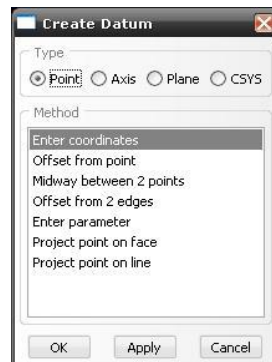 Create Datum
Type
Point Axis Plane CSYS
Method
Enter coordinates
Offset from point
Midway between 2 points
Offset from 2 edges
Enter parameter
Project point on face
Project point on line
OK Apply Cancel